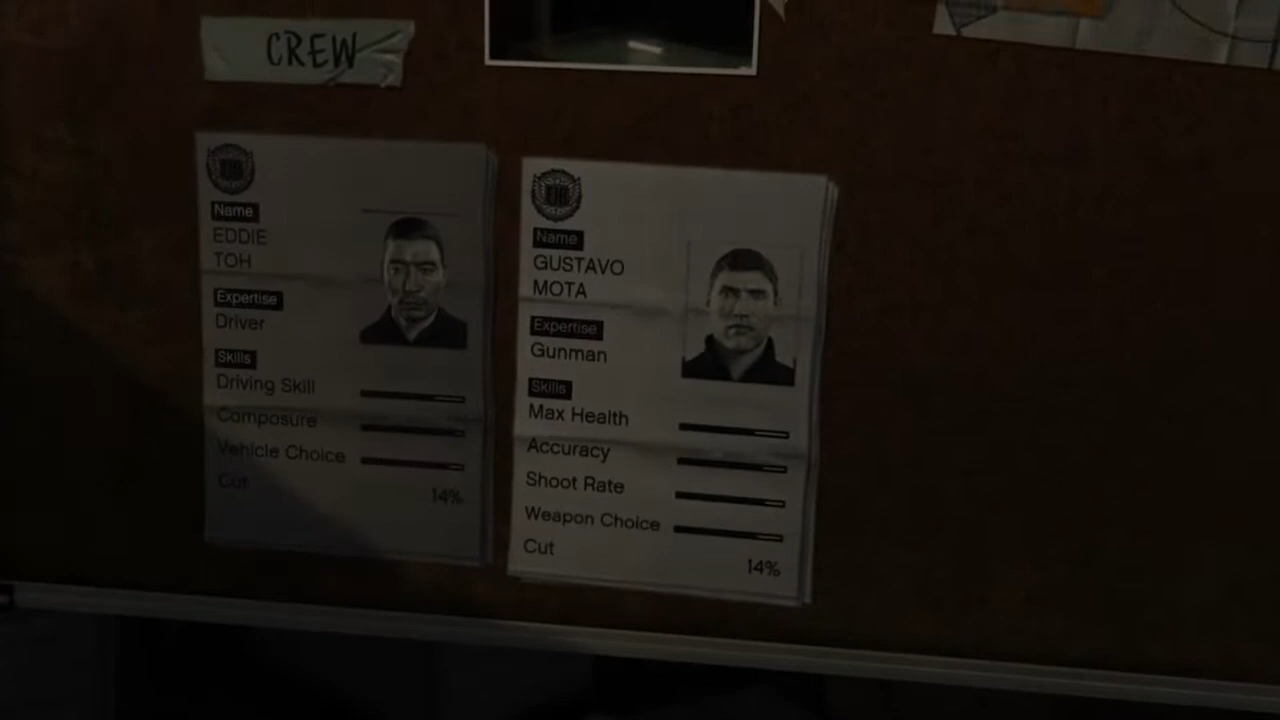 CREW
Name
EDDIE
TOH
Expertise
Driver
Skills
Driving Skill
Composure
Vehicle Choice
Cut
14%
Name
GUSTAVO
MOTA
Expertise
Gunman
Skills
Max Health
Accuracy
Shoot Rate
Weapon Choice
Cut
14%